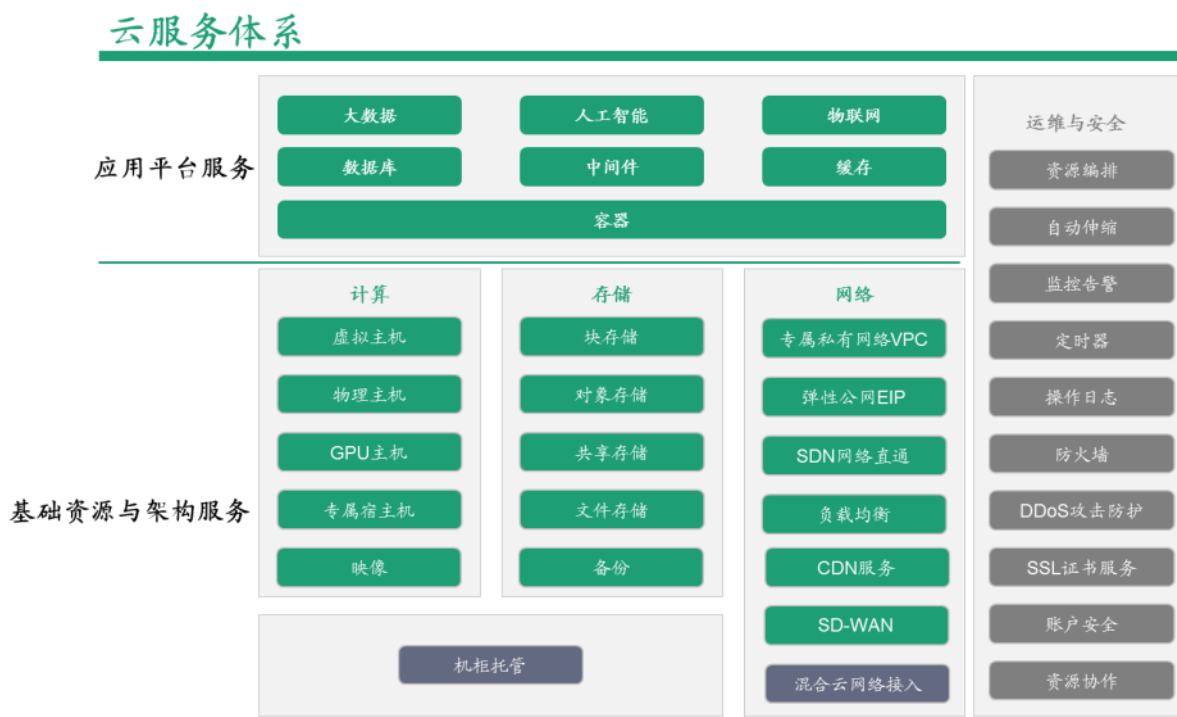 云服务体系
应用平台服务
大数据
人工智能
物联网
数据库
中间件
缓存
容器
基础资源与架构服务
计算
虚拟主机
物理主机
GPU主机
专属宿主机
映像
存储
块存储
对象存储
共享存储
文件存储
备份
网络
专属私有网络VPC
弹性公网EIP
SDN网络直通
负载均衡
CDN服务
SD-WAN
混合云网络接入
机柜托管
运维与安全
资源编排
自动伸缩
监控告警
定时器
操作日志
防火墙
DDoS攻击防护
SSL证书服务
账户安全
资源协作